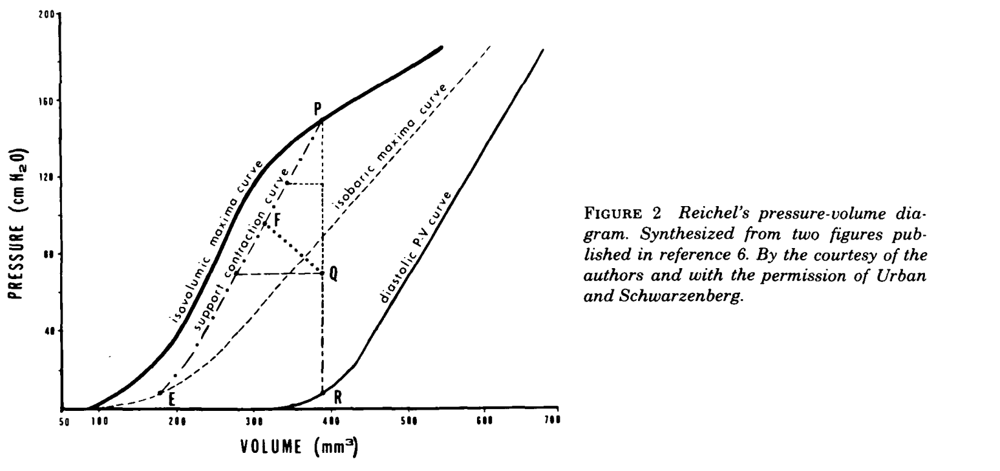 200
160
120
80
40
PRESSURE (cm H₂O)
P
F
Q
E
R
isovolumic maxima curve
support contraction curve
isobaric maxima curve
diastolic P-V curve
50 100 200 300 400 500 600 700
VOLUME (mm³)
FIGURE 2 Reichel's pressure-volume dia-
gram. Synthesized from two figures pub-
lished in reference 6. By the courtesy of the
authors and with the permission of Urban
and Schwarzenberg.